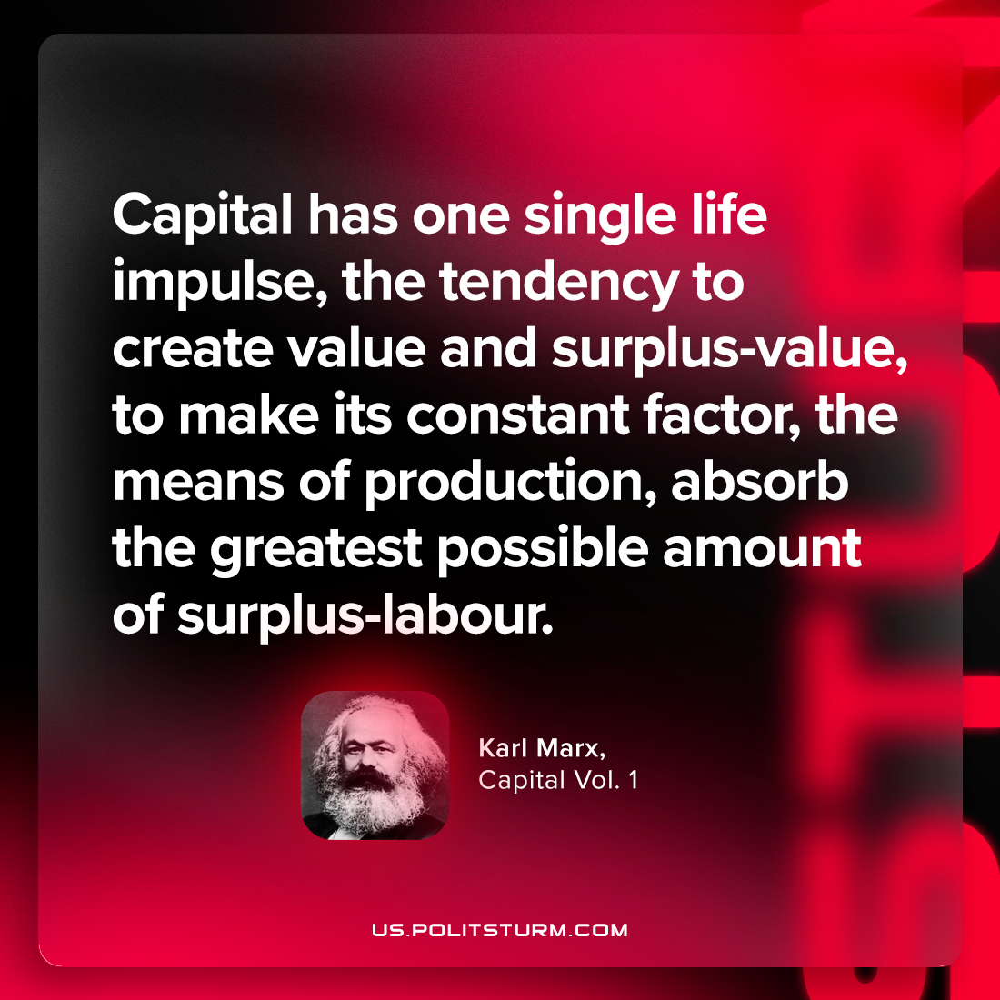 Capital has one single life
impulse, the tendency to
create value and surplus-value,
to make its constant factor, the
means of production, absorb
the greatest possible amount
of surplus-labour.
Karl Marx,
Capital Vol. 1
US.POLITSTURM.COM